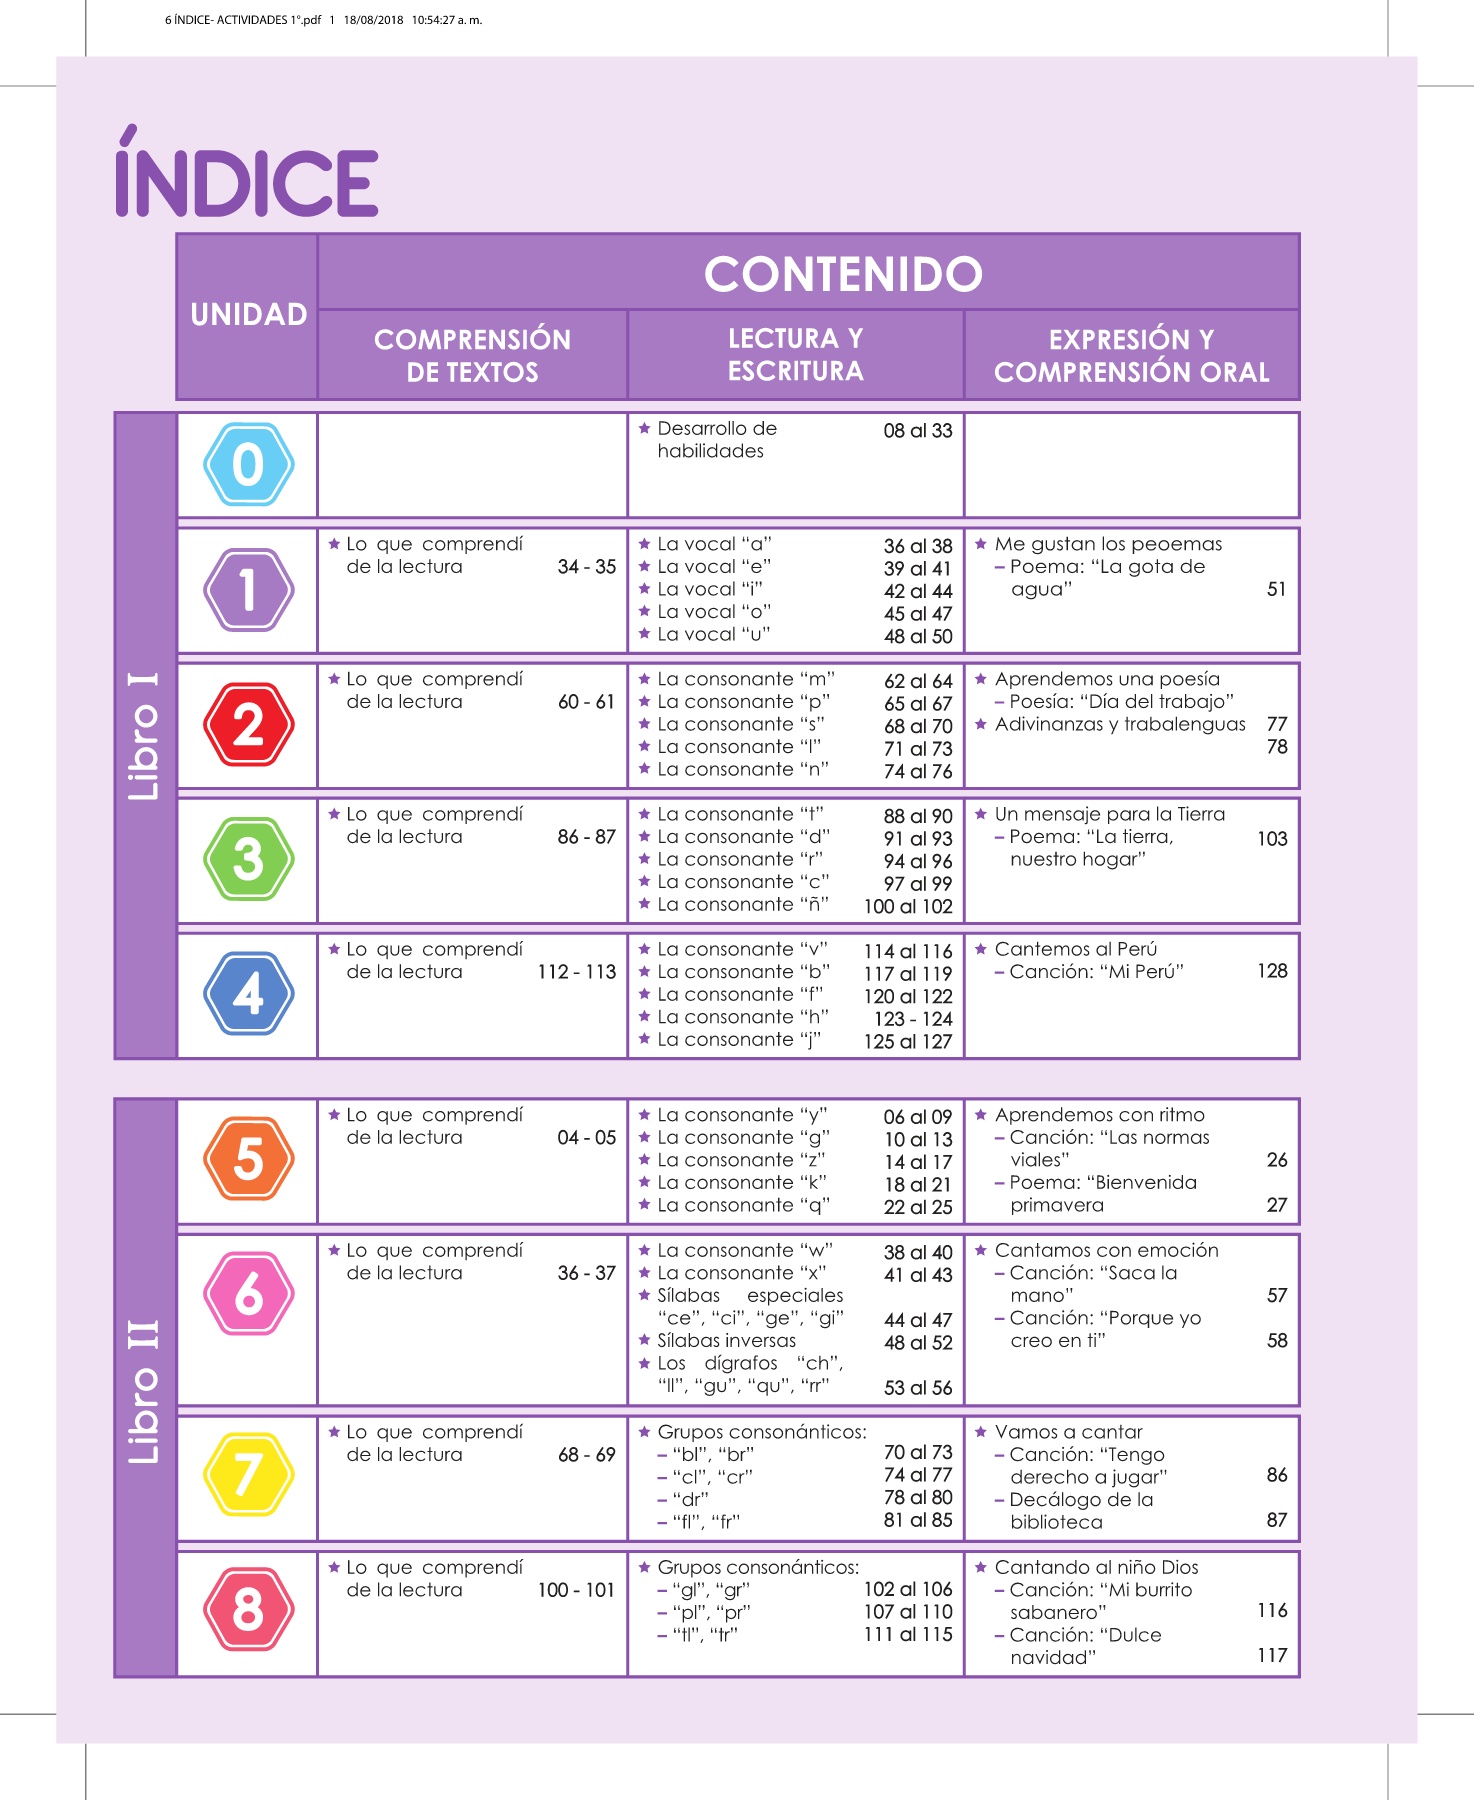 6 ÍNDICE- ACTIVIDADES 1°.pdf 1 18/08/2018 10:54:27 a. m.
ÍNDICE
UNIDAD
CONTENIDO
COMPRENSIÓN
DE TEXTOS
LECTURA Y
ESCRITURA
EXPRESIÓN Y
COMPRENSIÓN ORAL
Libro I
0
Desarrollo de 08 al 33
habilidades
1
Lo que comprendí
de la lectura 34 - 35
La vocal “a” 36 al 38
La vocal “e” 39 al 41
La vocal “i” 42 al 44
La vocal “o” 45 al 47
La vocal “u” 48 al 50
Me gustan los peoemas
– Poema: “La gota de
agua” 51
2
Lo que comprendí
de la lectura 60 - 61
La consonante “m” 62 al 64
La consonante “p” 65 al 67
La consonante “s” 68 al 70
La consonante “l” 71 al 73
La consonante “n” 74 al 76
Aprendemos una poesía
– Poesía: “Día del trabajo”
Adivinanzas y trabalenguas 77
78
3
Lo que comprendí
de la lectura 86 - 87
La consonante “t” 88 al 90
La consonante “d” 91 al 93
La consonante “r” 94 al 96
La consonante “c” 97 al 99
La consonante “ñ” 100 al 102
Un mensaje para la Tierra
– Poema: “La tierra, 103
nuestro hogar”
4
Lo que comprendí
de la lectura 112 - 113
La consonante “v” 114 al 116
La consonante “b” 117 al 119
La consonante “f” 120 al 122
La consonante “h” 123 - 124
La consonante “j” 125 al 127
Cantemos al Perú
– Canción: “Mi Perú” 128
Libro II
5
Lo que comprendí
de la lectura 04 - 05
La consonante “y” 06 al 09
La consonante “g” 10 al 13
La consonante “z” 14 al 17
La consonante “k” 18 al 21
La consonante “q” 22 al 25
Aprendemos con ritmo
– Canción: “Las normas
viales” 26
– Poema: “Bienvenida
primavera 27
6
Lo que comprendí
de la lectura 36 - 37
La consonante “w” 38 al 40
La consonante “x” 41 al 43
Sílabas especiales
“ce”, “ci”, “ge”, “gi” 44 al 47
Sílabas inversas 48 al 52
Los dígrafos “ch”,
“ll”, “gu”, “qu”, “rr” 53 al 56
Cantamos con emoción
– Canción: “Saca la
mano” 57
– Canción: “Porque yo
creo en ti” 58
7
Lo que comprendí
de la lectura 68 - 69
Grupos consonánticos:
– “bl”, “br” 70 al 73
– “cl”, “cr” 74 al 77
– “dr” 78 al 80
– “fl”, “fr” 81 al 85
Vamos a cantar
– Canción: “Tengo
derecho a jugar” 86
– Decálogo de la
biblioteca 87
8
Lo que comprendí
de la lectura 100 - 101
Grupos consonánticos:
– “gl”, “gr” 102 al 106
– “pl”, “pr” 107 al 110
– “tl”, “tr” 111 al 115
Cantando al niño Dios
– Canción: “Mi burrito
sabanero” 116
– Canción: “Dulce
navidad” 117